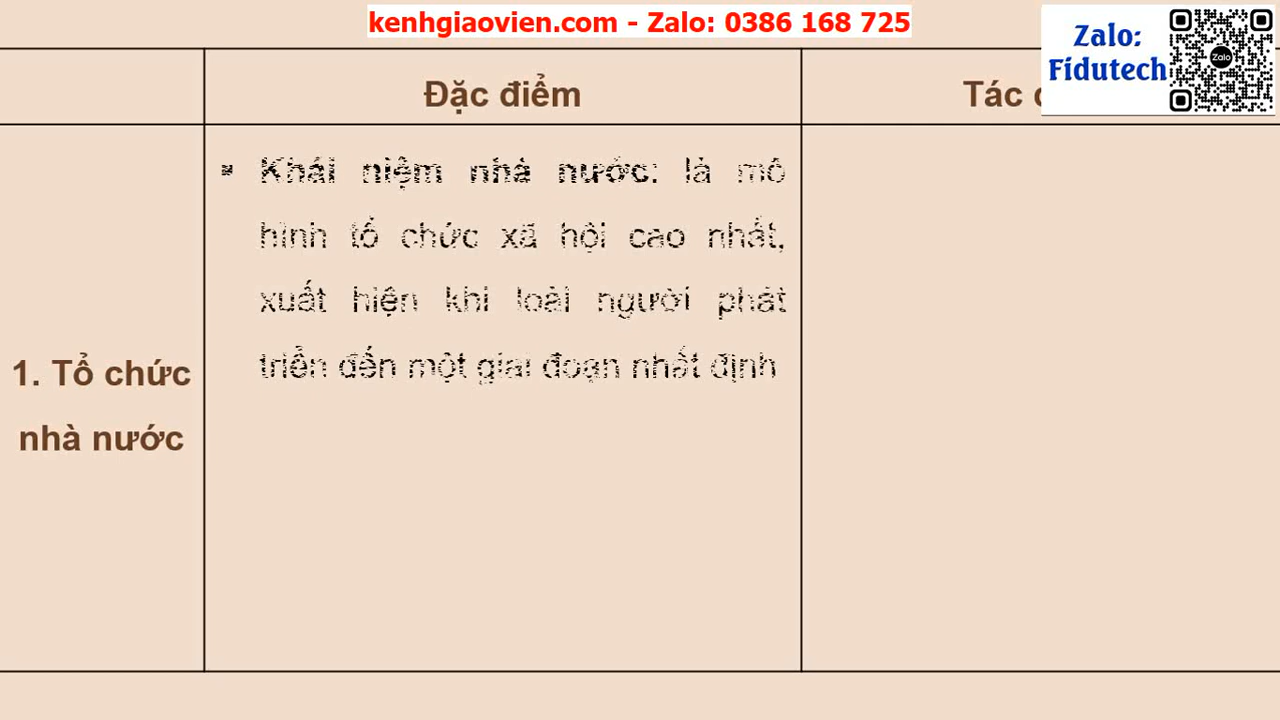 kenhgiaovien.com - Zalo: 0386 168 725
Zalo:
Fidutech
Zalo
Đặc điểm
Tác
▪ Khái niệm nhà nước: là mô
hình tổ chức xã hội cao nhất,
xuất hiện khi loài người phát
triển đến một giai đoạn nhất định
1. Tổ chức
nhà nước